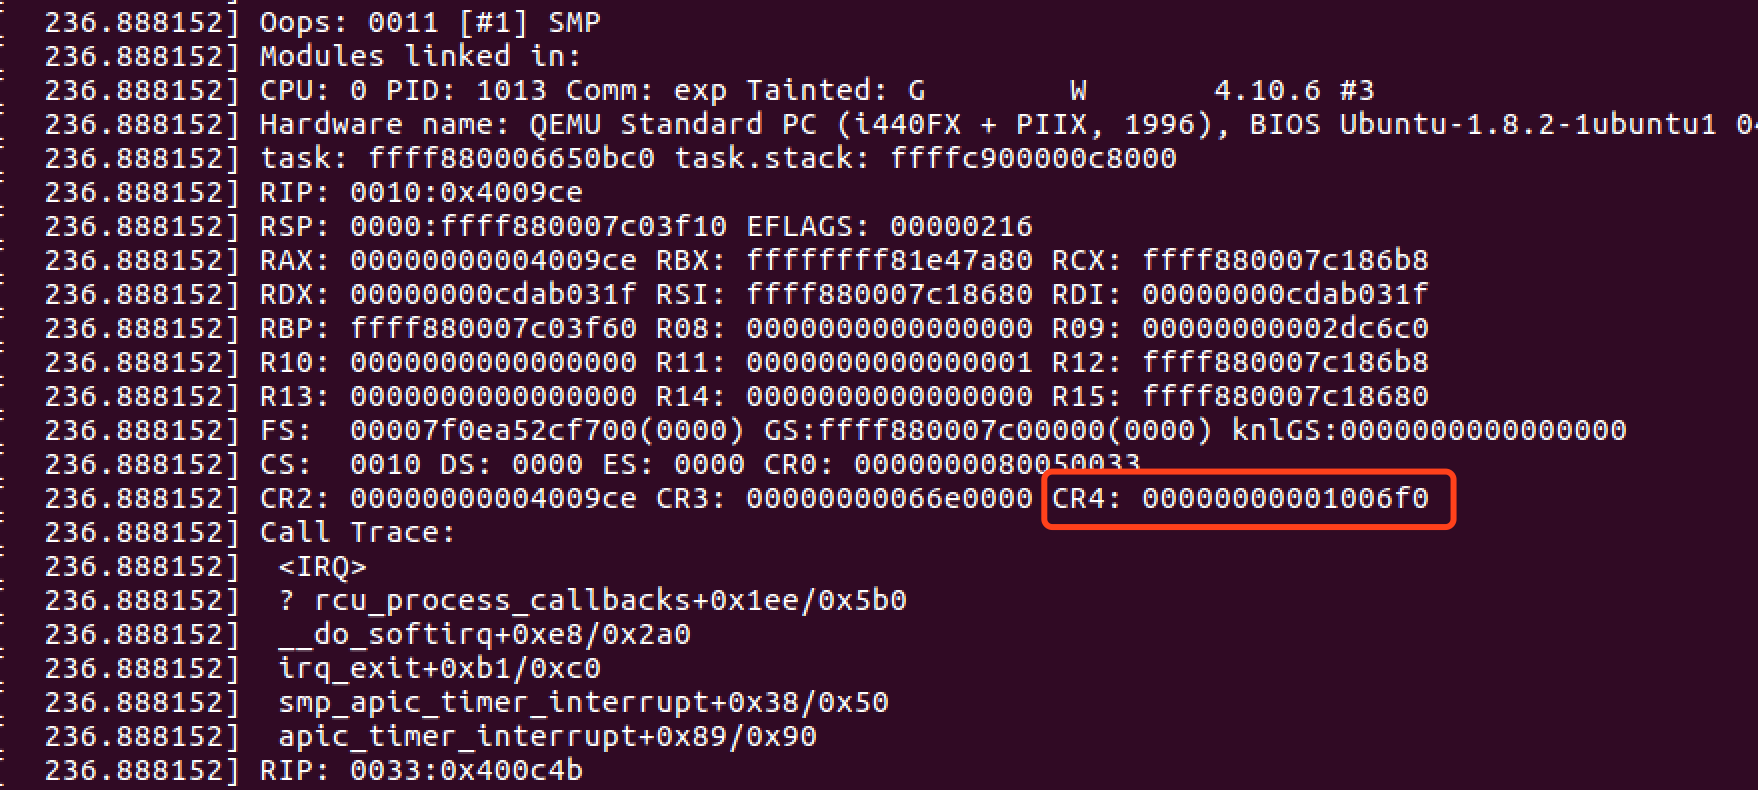 236.888152] Oops: 0011 [#1] SMP
236.888152] Modules linked in:
236.888152] CPU: 0 PID: 1013 Comm: exp Tainted: G        W       4.10.6 #3
236.888152] Hardware name: QEMU Standard PC (i440FX + PIIX, 1996), BIOS Ubuntu-1.8.2-1ubuntu1 04
236.888152] task: ffff880006650bc0 task.stack: ffffc900000c8000
236.888152] RIP: 0010:0x4009ce
236.888152] RSP: 0000:ffff880007c03f10 EFLAGS: 00000216
236.888152] RAX: 00000000004009ce RBX: ffffffff81e47a80 RCX: ffff880007c186b8
236.888152] RDX: 00000000cdab031f RSI: ffff880007c18680 RDI: 00000000cdab031f
236.888152] RBP: ffff880007c03f60 R08: 0000000000000000 R09: 00000000002dc6c0
236.888152] R10: 0000000000000000 R11: 0000000000000001 R12: ffff880007c186b8
236.888152] R13: 0000000000000000 R14: 0000000000000000 R15: ffff880007c18680
236.888152] FS:  00007f0ea52cf700(0000) GS:ffff880007c00000(0000) knlGS:0000000000000000
236.888152] CS:  0010 DS: 0000 ES: 0000 CR0: 0000000080050033
236.888152] CR2: 00000000004009ce CR3: 00000000066e0000 CR4: 00000000001006f0
236.888152] Call Trace:
236.888152]  <IRQ>
236.888152]  ? rcu_process_callbacks+0x1ee/0x5b0
236.888152]  __do_softirq+0xe8/0x2a0
236.888152]  irq_exit+0xb1/0xc0
236.888152]  smp_apic_timer_interrupt+0x38/0x50
236.888152]  apic_timer_interrupt+0x89/0x90
236.888152] RIP: 0033:0x400c4b